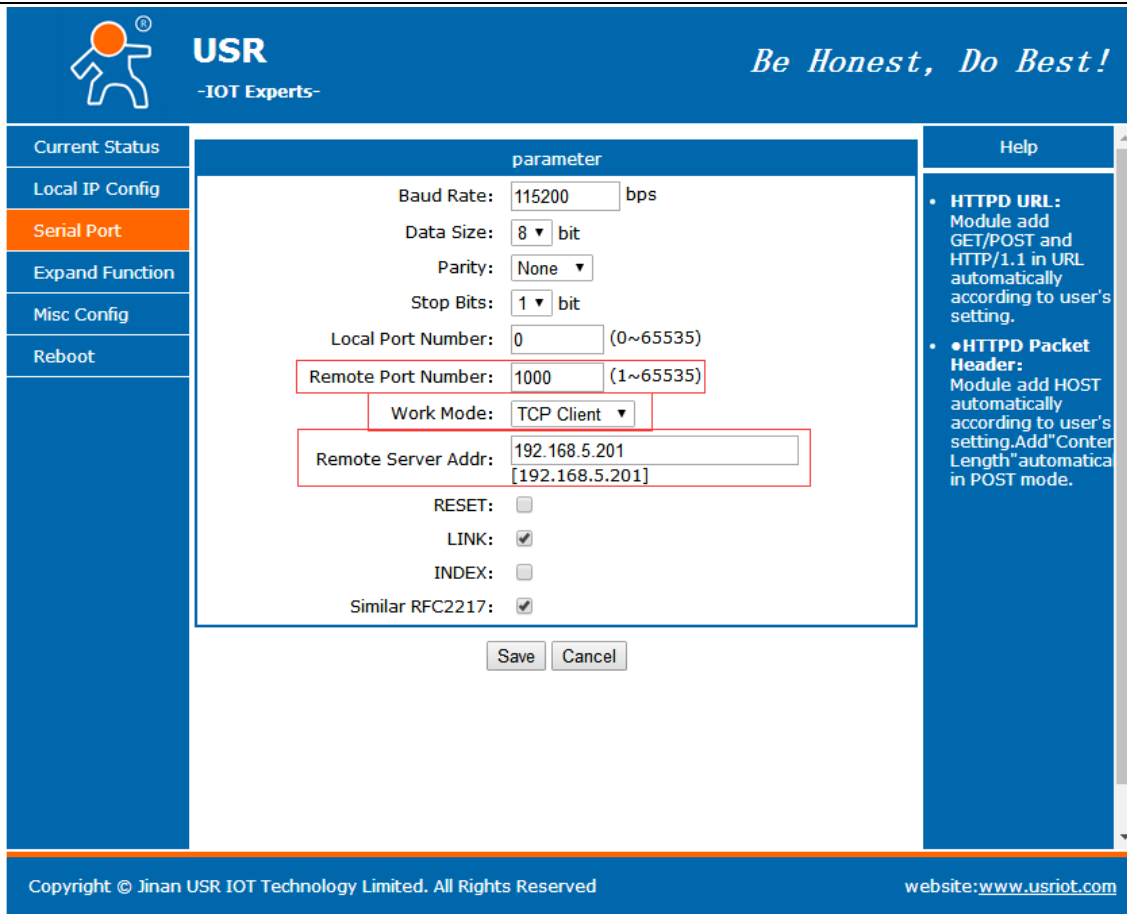 ®
USR
-IOT Experts-
Be Honest, Do Best!
Current Status
Local IP Config
Serial Port
Expand Function
Misc Config
Reboot
parameter
Baud Rate: 115200 bps
Data Size: 8 bit
Parity: None
Stop Bits: 1 bit
Local Port Number: 0 (0~65535)
Remote Port Number: 1000 (1~65535)
Work Mode: TCP Client
Remote Server Addr: 192.168.5.201
[192.168.5.201]
RESET:
LINK:
INDEX:
Similar RFC2217:
Save Cancel
Help
• HTTPD URL:
Module add
GET/POST and
HTTP/1.1 in URL
automatically
according to user's
setting.
• ●HTTPD Packet
Header:
Module add HOST
automatically
according to user's
setting.Add"Conter
Length"automatica
in POST mode.
Copyright © Jinan USR IOT Technology Limited. All Rights Reserved
website:www.usriot.com